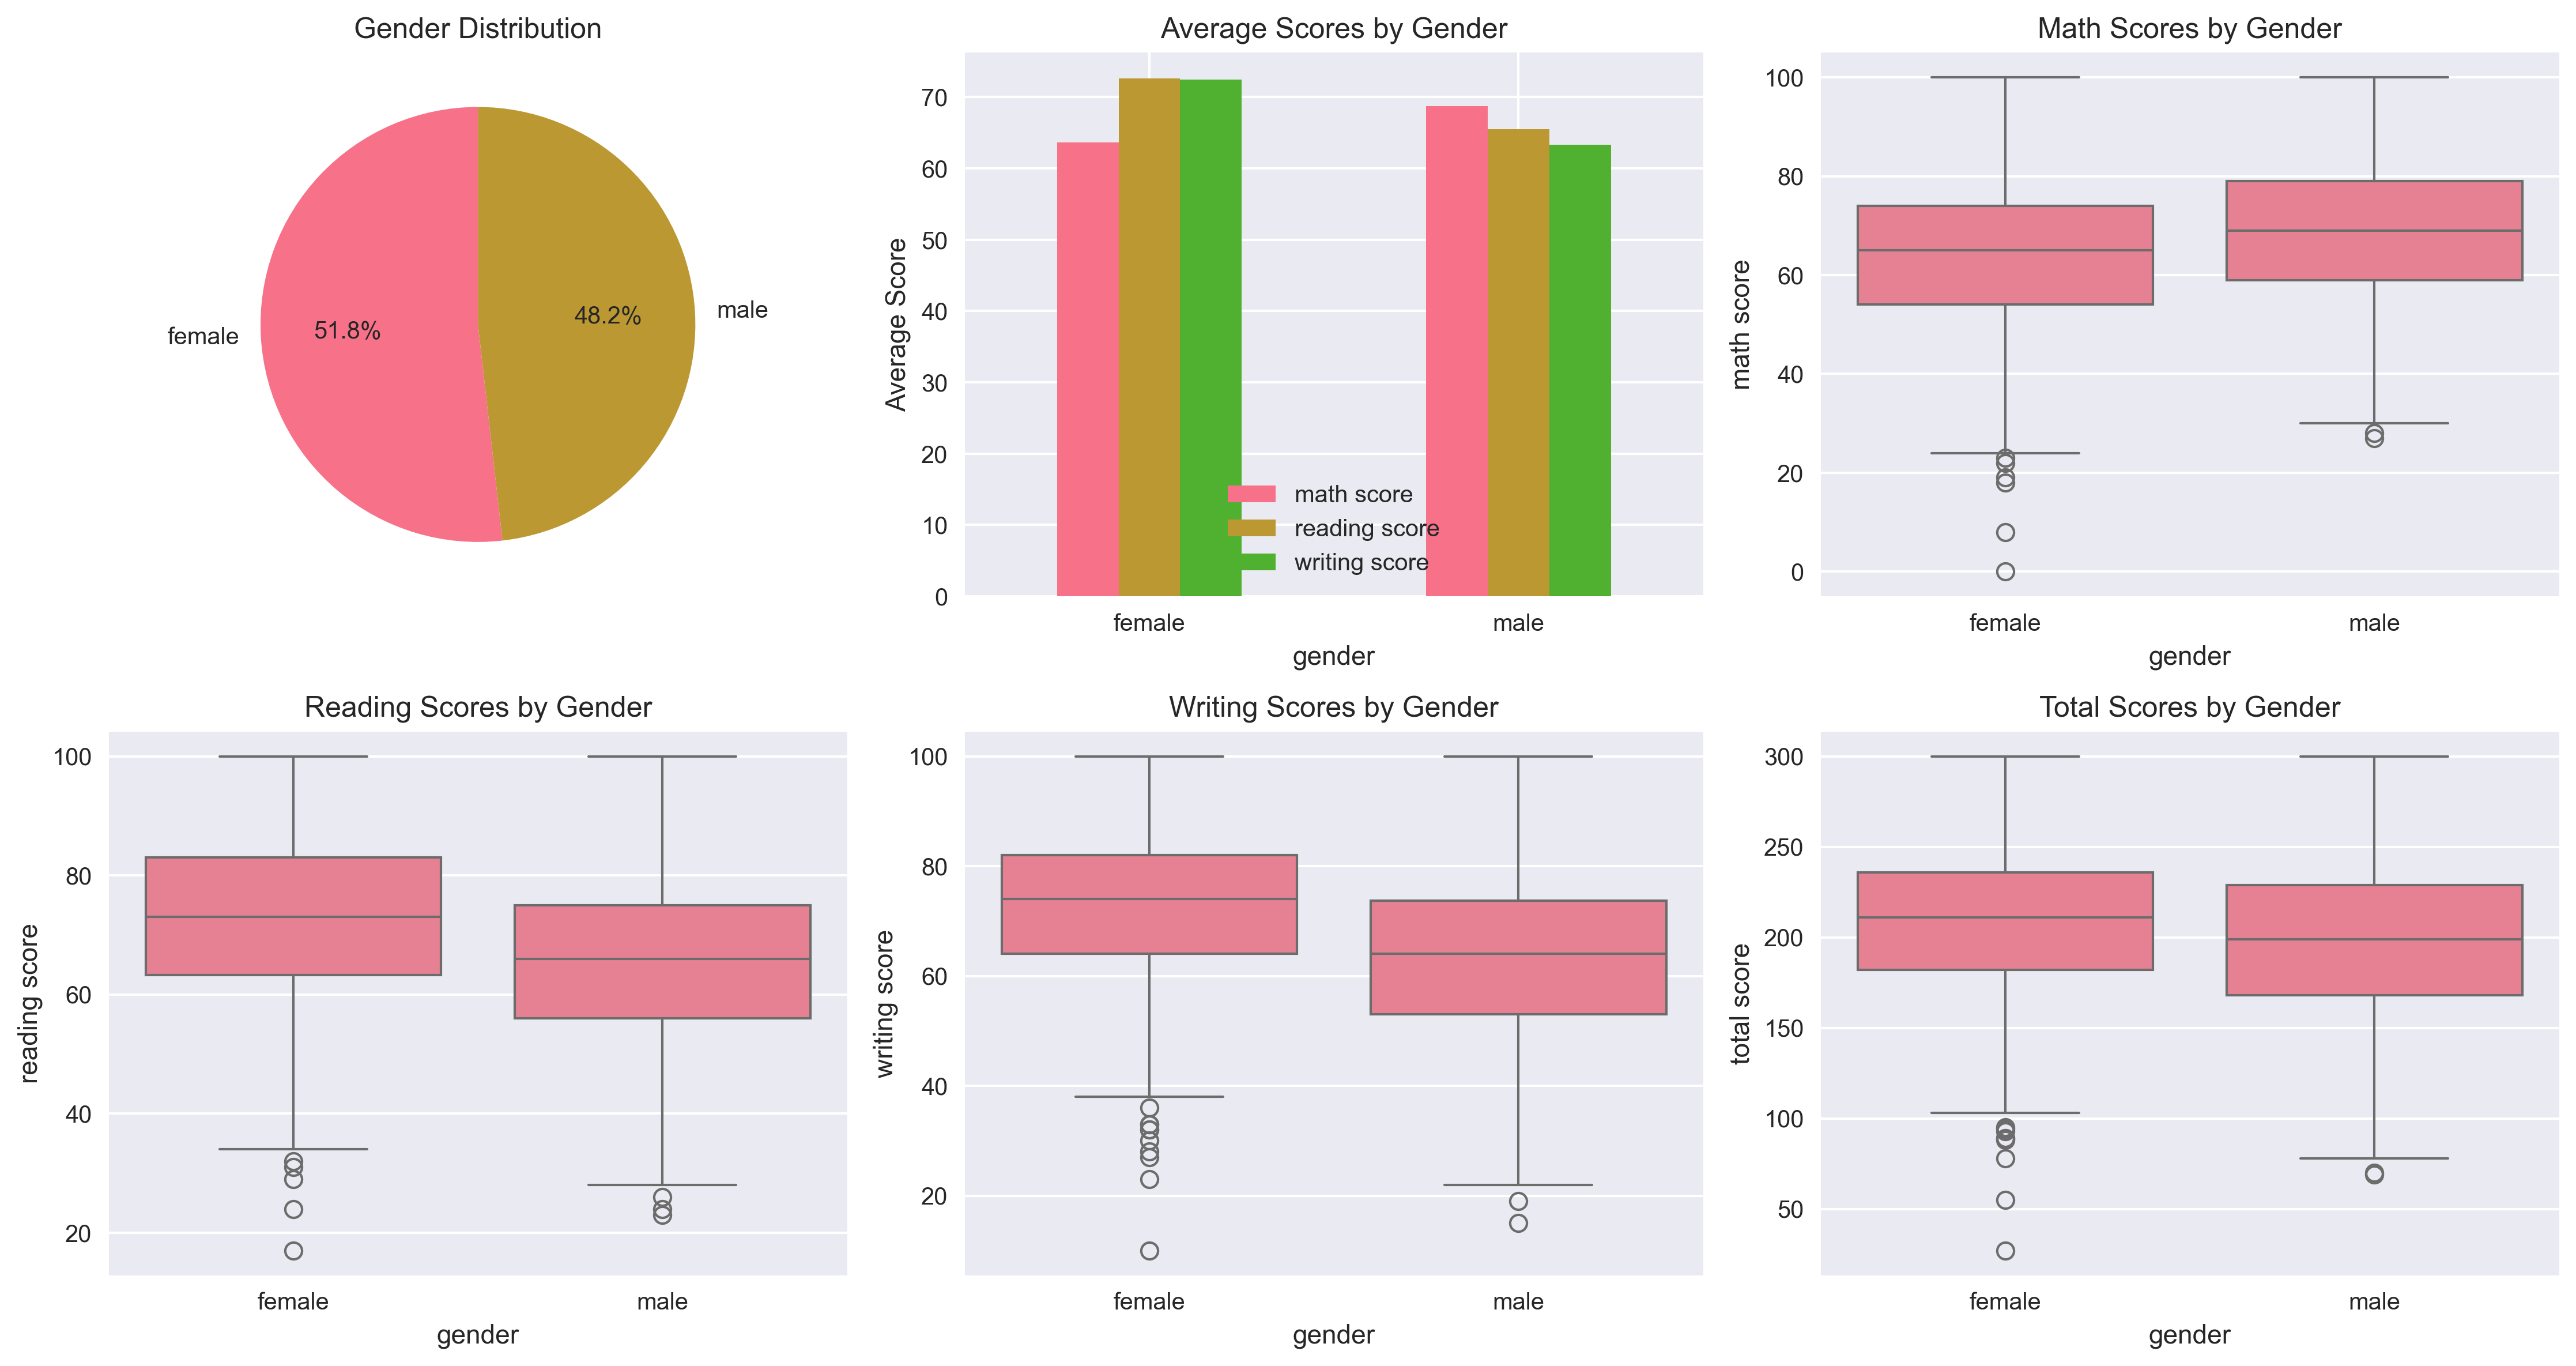 Gender Distribution
female
51.8%
48.2%
male
Average Scores by Gender
Average Score
70
60
50
40
30
20
10
0
math score
reading score
writing score
female
male
gender
Math Scores by Gender
math score
100
80
60
40
20
0
female
male
gender
Reading Scores by Gender
reading score
100
80
60
40
20
female
male
gender
Writing Scores by Gender
writing score
100
80
60
40
20
female
male
gender
Total Scores by Gender
total score
300
250
200
150
100
50
female
male
gender